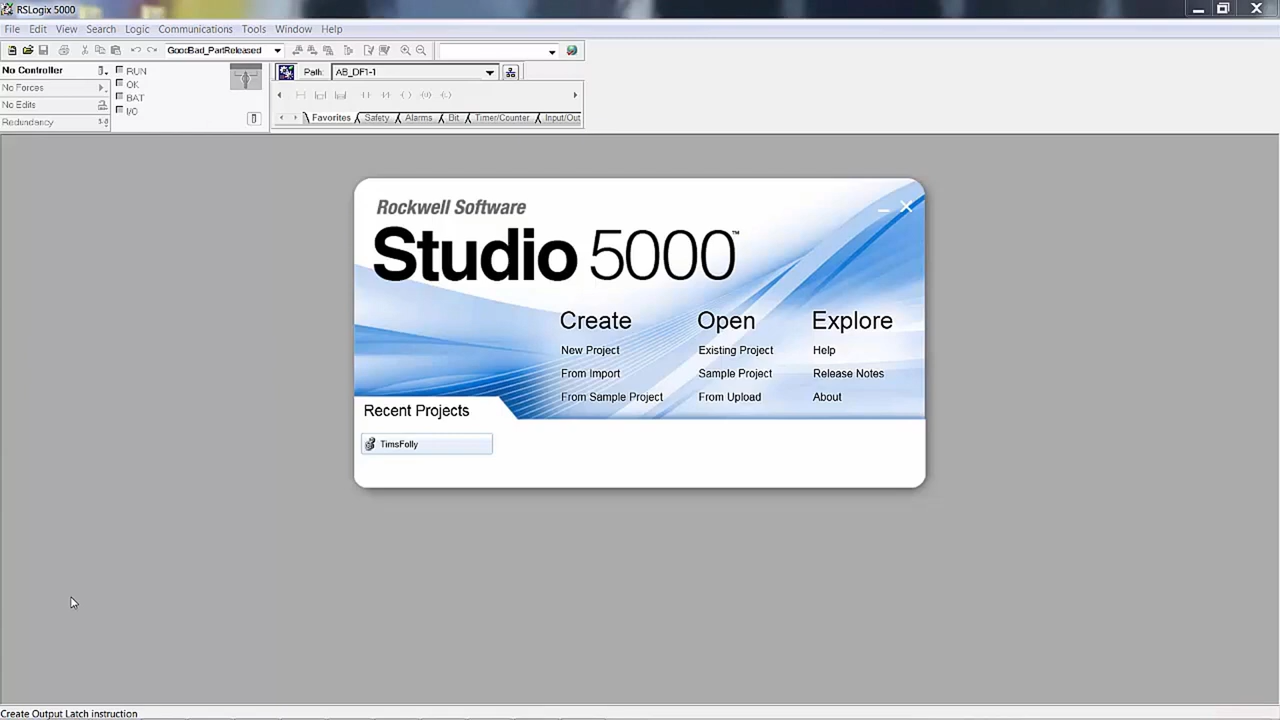 RSLogix 5000
File Edit View Search Logic Communications Tools Window Help
GoodBad_PartReleased
No Controller
RUN
No Forces
OK
BAT
No Edits
I/O
Redundancy
Path: AB_DF1-1
Favorites Safety Alarms Bit Timer/Counter Input/Out
Rockwell Software
Studio 5000™
Create Open Explore
New Project Existing Project Help
From Import Sample Project Release Notes
From Sample Project From Upload About
Recent Projects
TimsFolly
Create Output Latch instruction